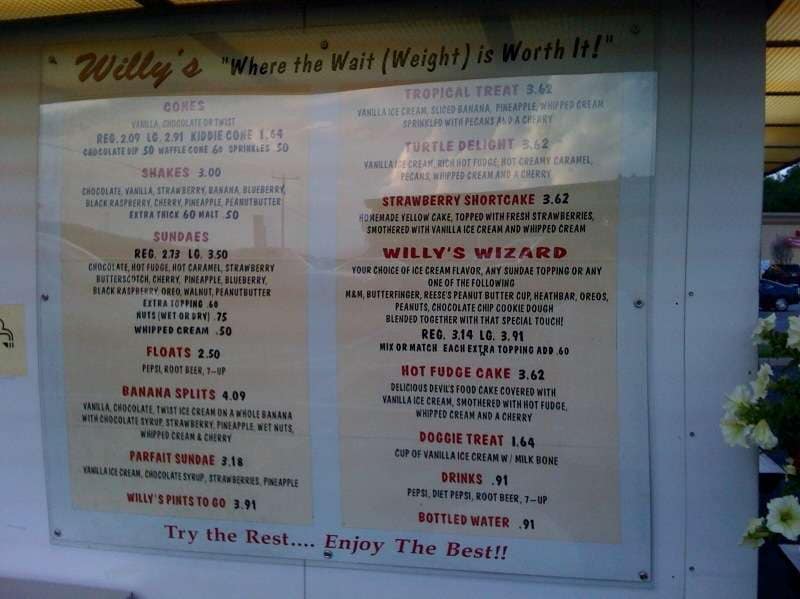 Willy's "Where the Wait (Weight) is Worth It!"
CONES
VANILLA, CHOCOLATE OR TWIST
REG. 2.09 LG. 2.91 KIDDIE CONE 1.64
CHOCOLATE DIP .50 WAFFLE CONE .60 SPRINKLES .50
SHAKES 3.00
CHOCOLATE, VANILLA, STRAWBERRY, BANANA, BLUEBERRY,
BLACK RASPBERRY, CHERRY, PINEAPPLE, PEANUTBUTTER
EXTRA THICK .60 MALT .50
SUNDAES
REG. 2.73 LG. 3.50
CHOCOLATE, HOT FUDGE, HOT CARAMEL, STRAWBERRY
BUTTERSCOTCH, CHERRY, PINEAPPLE, BLUEBERRY,
BLACK RASPBERRY, OREO, WALNUT, PEANUTBUTTER
EXTRA TOPPING .60
NUTS (WET OR DRY) .75
WHIPPED CREAM .50
FLOATS 2.50
PEPSI, ROOT BEER, 7-UP
BANANA SPLITS 4.09
VANILLA, CHOCOLATE, TWIST ICE CREAM ON A WHOLE BANANA
WITH CHOCOLATE SYRUP, STRAWBERRY, PINEAPPLE, WET NUTS,
WHIPPED CREAM & CHERRY
PARFAIT SUNDAE 3.18
VANILLA ICE CREAM, CHOCOLATE SYRUP, STRAWBERRIES, PINEAPPLE
WILLY'S PINTS TO GO 3.91
TROPICAL TREAT 3.62
VANILLA ICE CREAM, SLICED BANANA, PINEAPPLE, WHIPPED CREAM
SPRINKLED WITH PECANS AND A CHERRY
TURTLE DELIGHT 3.62
VANILLA ICE CREAM, RICH HOT FUDGE, HOT CREAMY CARAMEL,
PECANS, WHIPPED CREAM AND A CHERRY
STRAWBERRY SHORTCAKE 3.62
HOMEMADE YELLOW CAKE, TOPPED WITH FRESH STRAWBERRIES,
SMOTHERED WITH VANILLA ICE CREAM AND WHIPPED CREAM
WILLY'S WIZARD
YOUR CHOICE OF ICE CREAM FLAVOR, ANY SUNDAE TOPPING OR ANY
ONE OF THE FOLLOWING
M&M, BUTTERFINGER, REESE'S PEANUT BUTTER CUP, HEATHBAR, OREOS,
PEANUTS, CHOCOLATE CHIP COOKIE DOUGH
BLENDED TOGETHER WITH THAT SPECIAL TOUCH!
REG. 3.14 LG. 3.91
MIX OR MATCH EACH EXTRA TOPPING ADD .60
HOT FUDGE CAKE 3.62
DELICIOUS DEVIL'S FOOD CAKE COVERED WITH
VANILLA ICE CREAM, SMOTHERED WITH HOT FUDGE,
WHIPPED CREAM AND A CHERRY
DOGGIE TREAT 1.64
CUP OF VANILLA ICE CREAM W/ MILK BONE
DRINKS .91
PEPSI, DIET PEPSI, ROOT BEER, 7-UP
BOTTLED WATER .91
Try the Rest.... Enjoy The Best!!